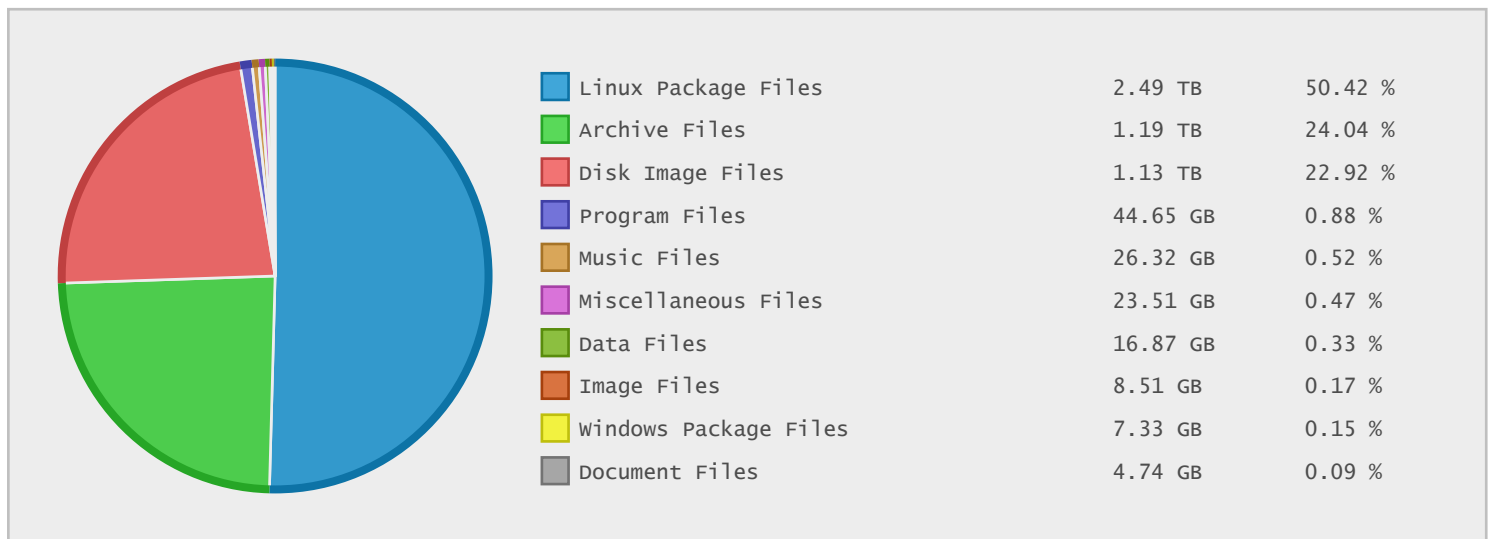 Linux Package Files 2.49 TB 50.42 %
Archive Files 1.19 TB 24.04 %
Disk Image Files 1.13 TB 22.92 %
Program Files 44.65 GB 0.88 %
Music Files 26.32 GB 0.52 %
Miscellaneous Files 23.51 GB 0.47 %
Data Files 16.87 GB 0.33 %
Image Files 8.51 GB 0.17 %
Windows Package Files 7.33 GB 0.15 %
Document Files 4.74 GB 0.09 %